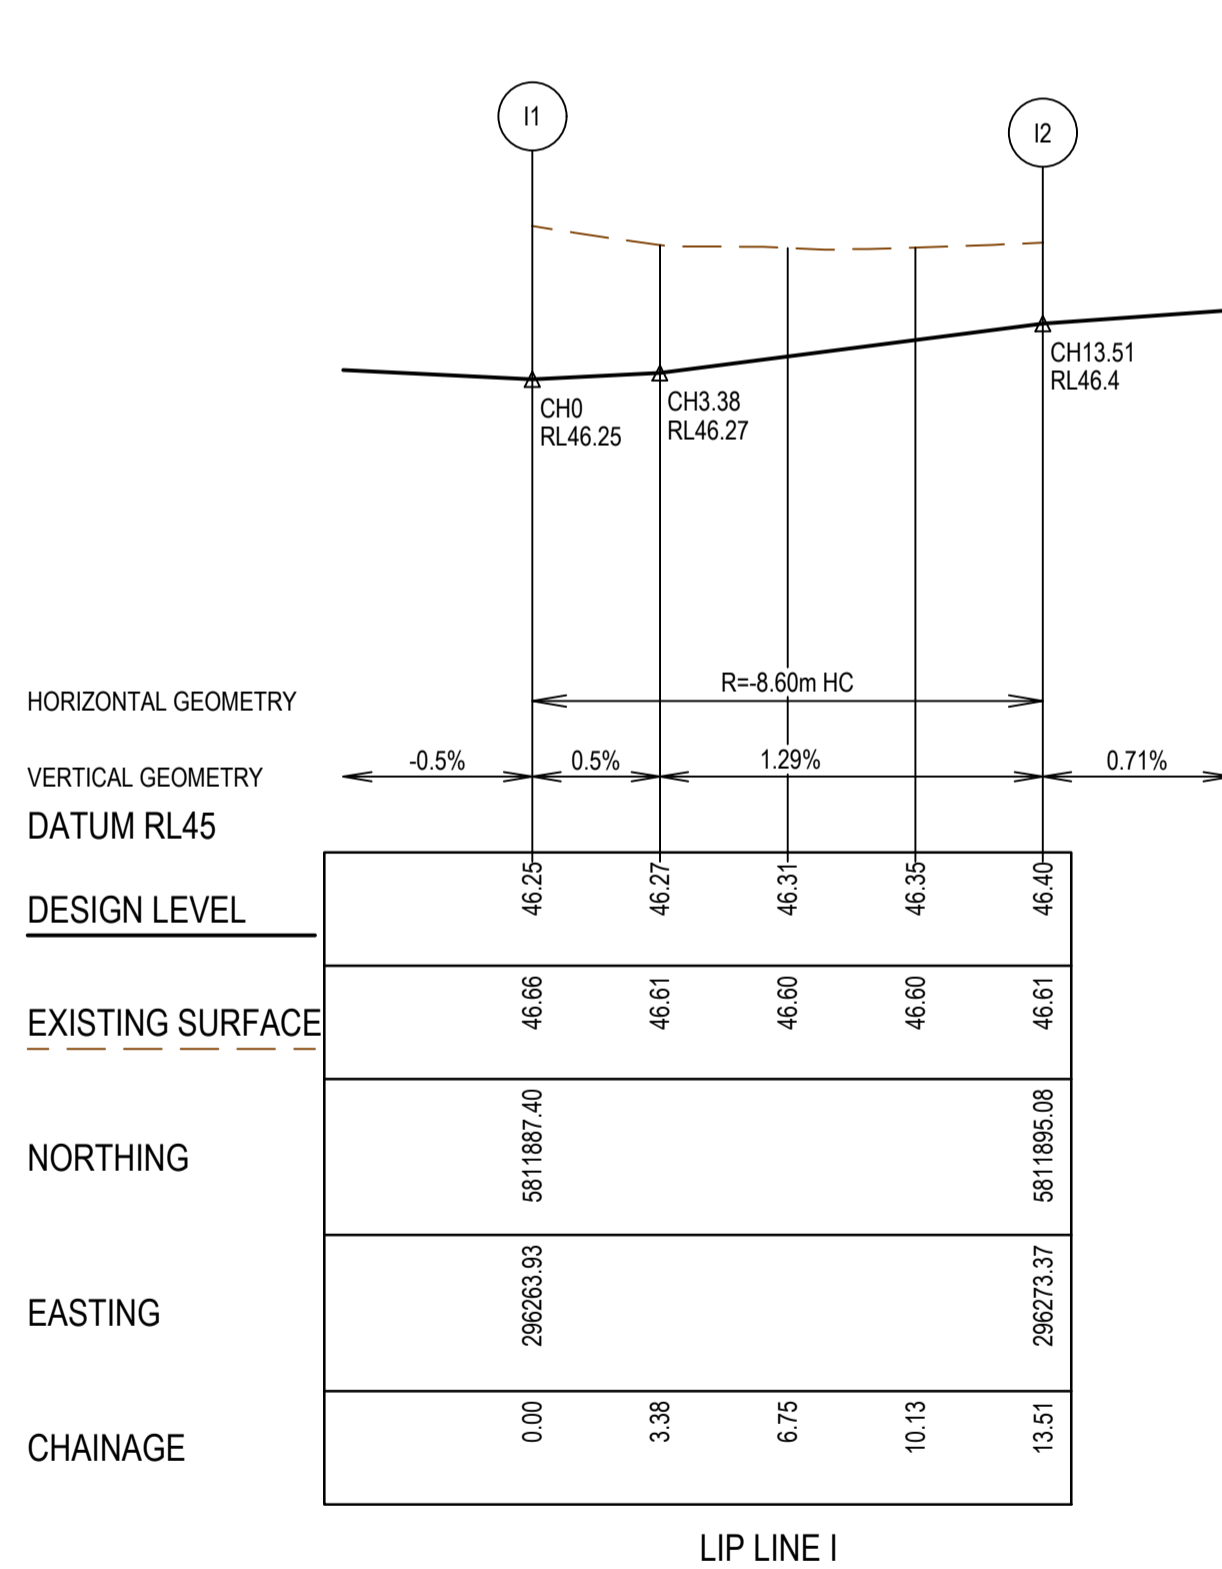 I1
I2
CH0
RL46.25
CH3.38
RL46.27
CH13.51
RL46.4
HORIZONTAL GEOMETRY
R=-8.60m HC
VERTICAL GEOMETRY
-0.5%
0.5%
1.29%
0.71%
DATUM RL45
DESIGN LEVEL
46.25
46.27
46.31
46.35
46.40
EXISTING SURFACE
46.66
46.61
46.60
46.60
46.61
NORTHING
5811887.40
5811895.08
EASTING
296263.93
296273.37
CHAINAGE
0.00
3.38
6.75
10.13
13.51
LIP LINE I